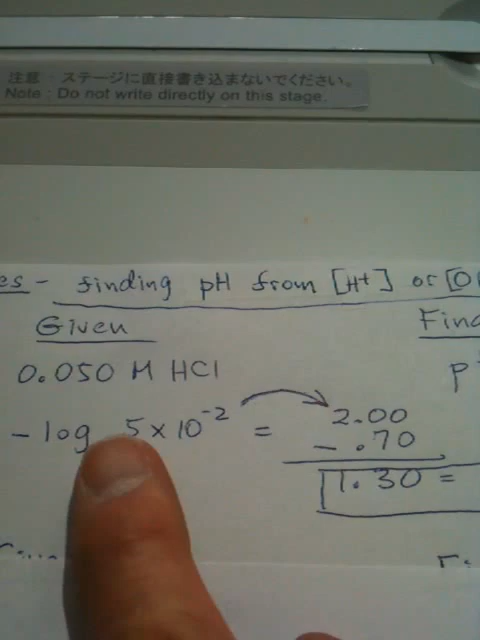 注意：ステージに直接書き込まないでください。
Note : Do not write directly on this stage.
es - finding pH from [H+] or [O
Given Find
0.050 M HCl p
- log 5×10⁻² = 2.00
- .70
1.30 =